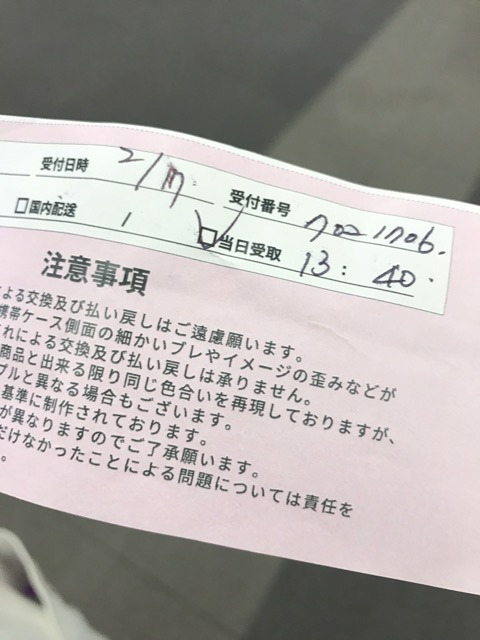 受付日時 2/17 受付番号 7021706.
国内配送 当日受取 13:40.
注意事項
よる交換及び払い戻しはご遠慮願います。
携帯ケース側面の細かいブレやイメージの歪みなどが
れによる交換及び払い戻しは承りません。
商品と出来る限り同じ色合いを再現しておりますが、
プルと異なる場合もございます。
基準に制作されております。
が異なりますのでご了承願います。
だけなかったことによる問題については責任を
。